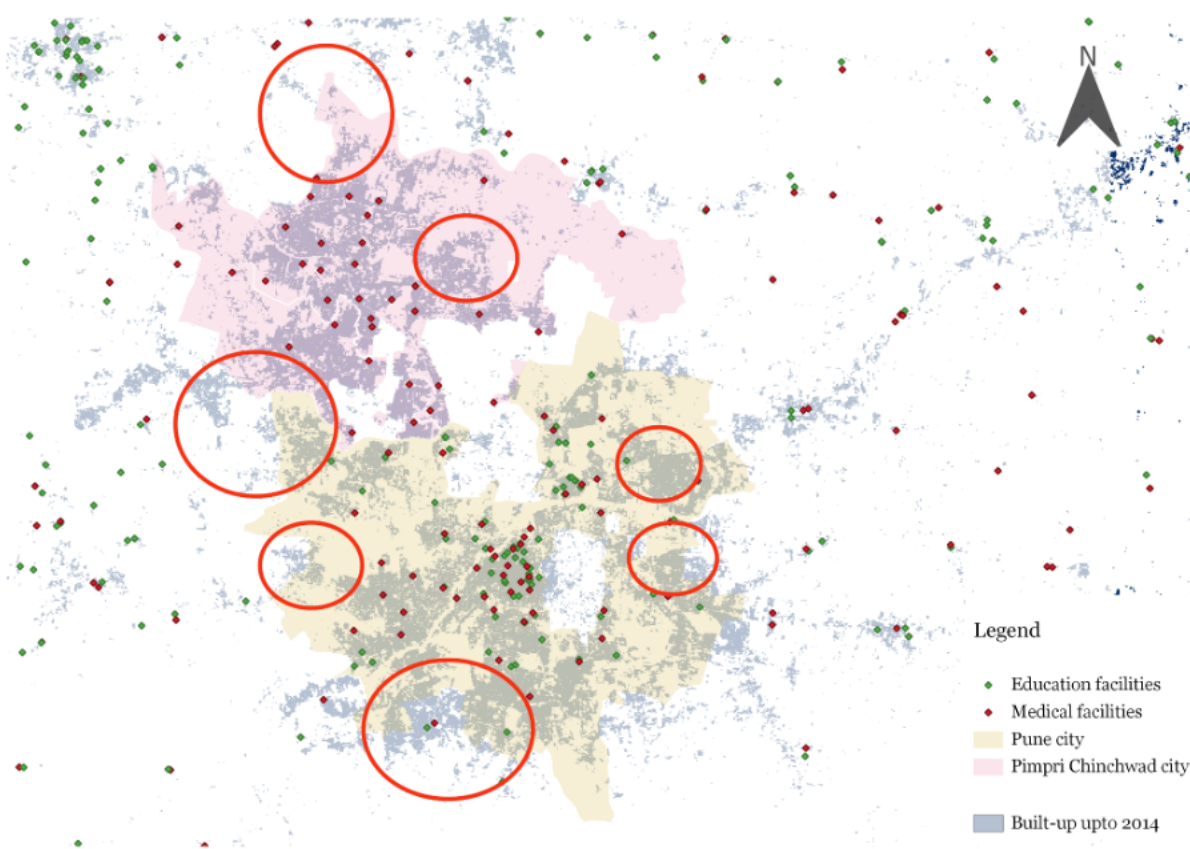 N
Legend
Education facilities
Medical facilities
Pune city
Pimpri Chinchwad city
Built-up upto 2014